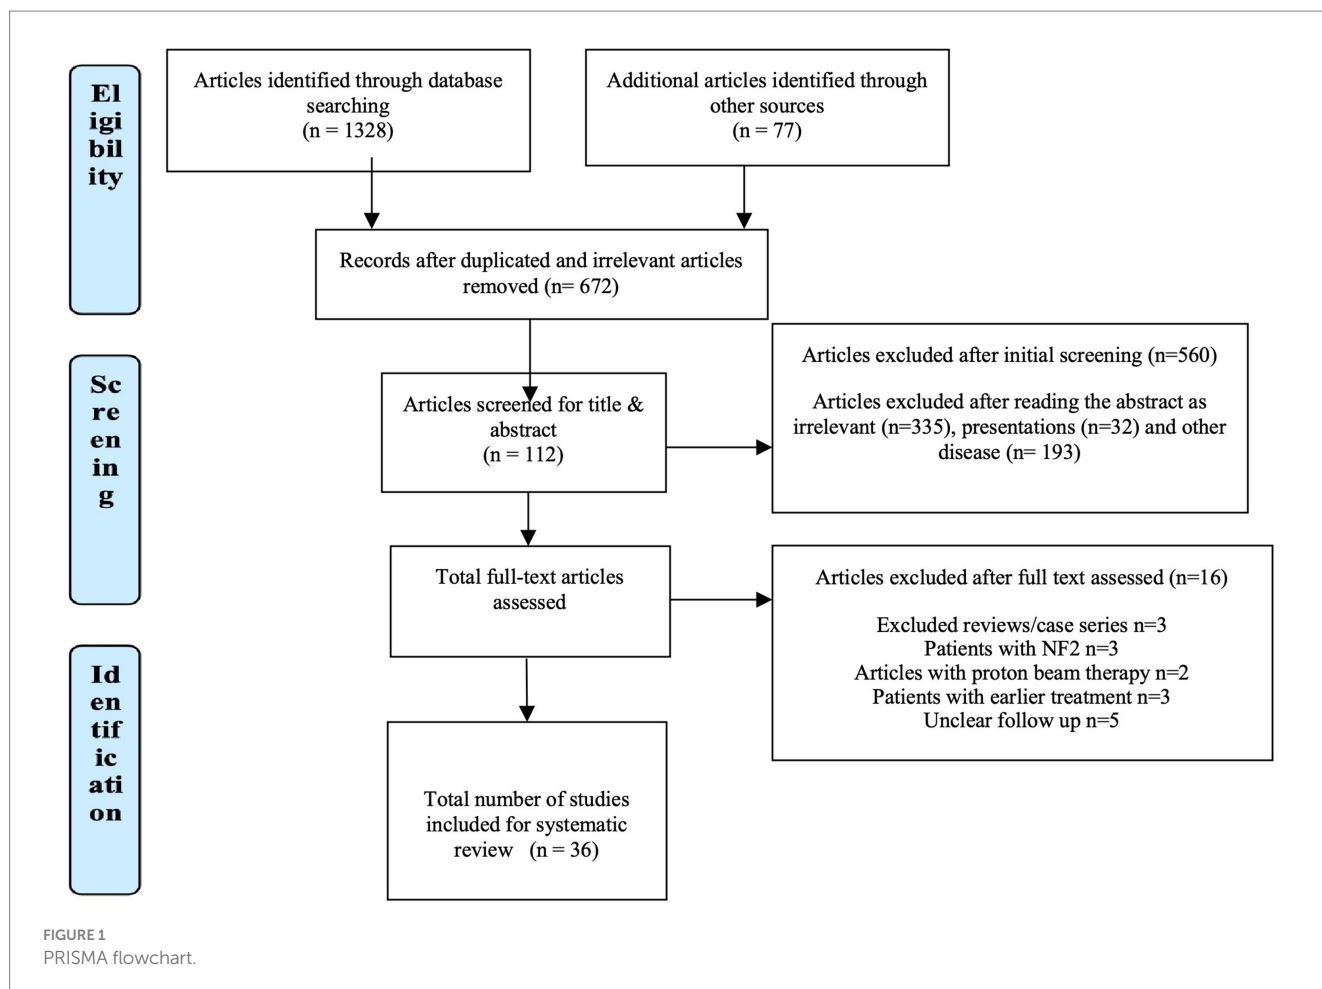 El
igi
bil
ity
Articles identified through database
searching
(n = 1328)
Additional articles identified through
other sources
(n = 77)
Records after duplicated and irrelevant articles
removed (n= 672)
Sc
re
en
in
g
Articles screened for title &
abstract
(n = 112)
Articles excluded after initial screening (n=560)
Articles excluded after reading the abstract as
irrelevant (n=335), presentations (n=32) and other
disease (n= 193)
Total full-text articles
assessed
Articles excluded after full text assessed (n=16)
Excluded reviews/case series n=3
Patients with NF2 n=3
Articles with proton beam therapy n=2
Patients with earlier treatment n=3
Unclear follow up n=5
Id
en
tif
ic
ati
on
Total number of studies
included for systematic
review (n = 36)
FIGURE 1
PRISMA flowchart.